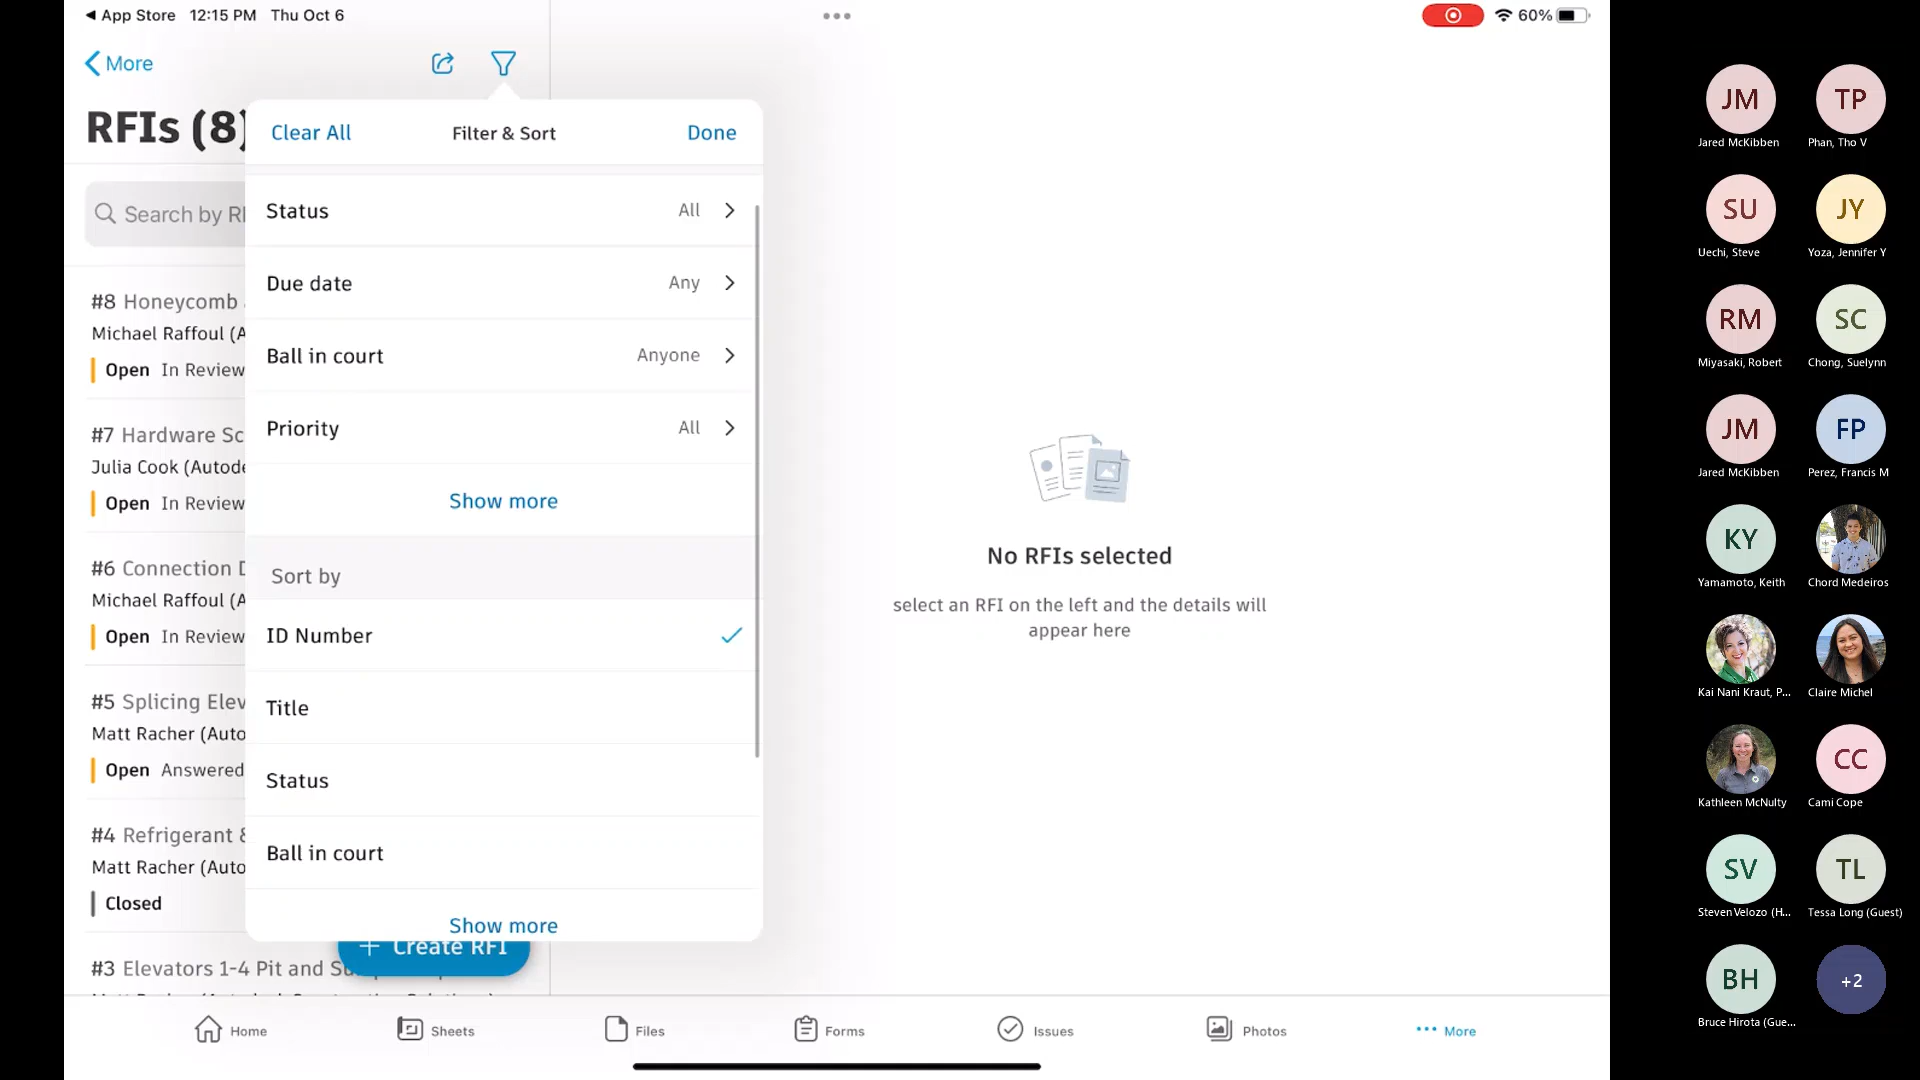 App Store 12:15 PM Thu Oct 6
60%
More
RFIs (8)
Search by R
#8 Honeycomb
Michael Raffoul (A
Open In Review
#7 Hardware Sc
Julia Cook (Autode
Open In Review
#6 Connection D
Michael Raffoul (A
Open In Review
#5 Splicing Elev
Matt Racher (Auto
Open Answered
#4 Refrigerant &
Matt Racher (Auto
Closed
#3 Elevators 1-4 Pit and Su
+ Create RFI
Clear All Filter & Sort Done
Status All
Due date Any
Ball in court Anyone
Priority All
Show more
Sort by
ID Number
Title
Status
Ball in court
Show more
No RFIs selected
select an RFI on the left and the details will
appear here
Home Sheets Files Forms Issues Photos More
JM TP
Jared McKibben Phan, Tho V
SU JY
Uechi, Steve Yoza, Jennifer Y
RM SC
Miyasaki, Robert Chong, Suelynn
JM FP
Jared McKibben Perez, Francis M
KY
Yamamoto, Keith Chord Medeiros
Kai Nani Kraut, P... Claire Michel
CC
Kathleen McNulty Cami Cope
SV TL
Steven Velozo (H... Tessa Long (Guest)
BH +2
Bruce Hirota (Gue...